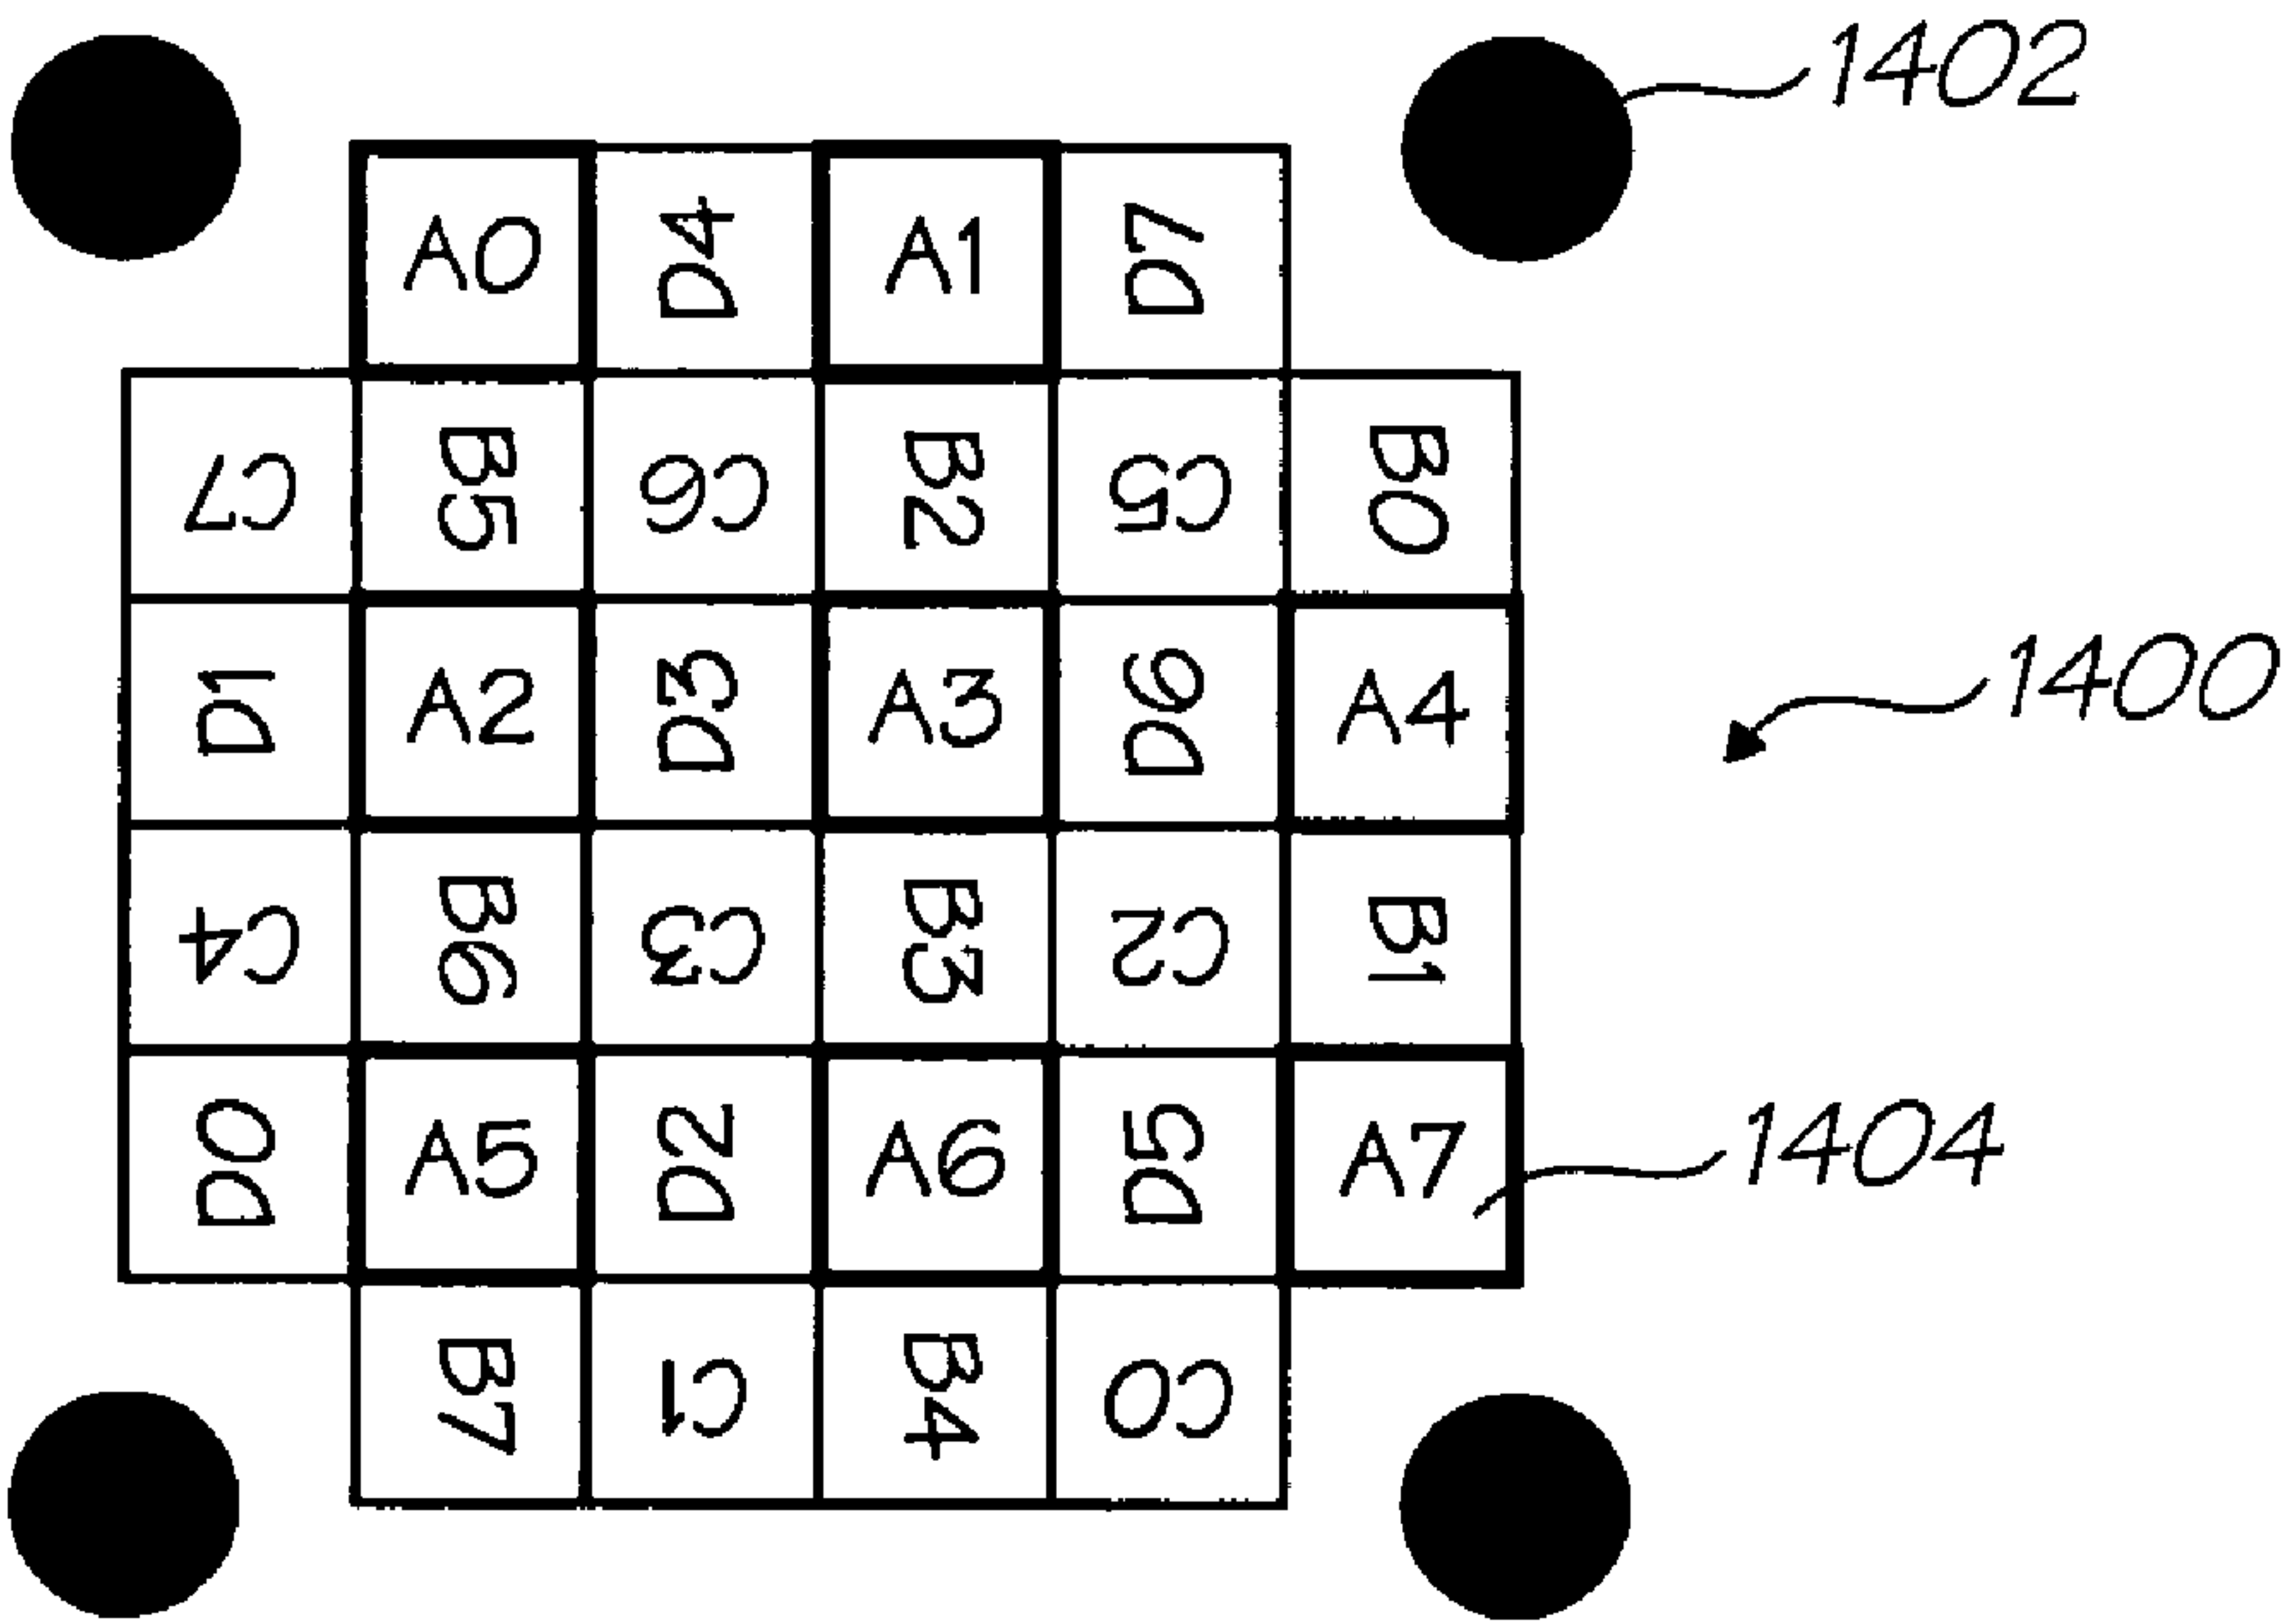 1402
A0 D4 A1 D7
C7 B5 C6 B2 C5 B0
D1 A2 D3 A3 D6 A4
1400
C4 B6 C3 B3 C2 B1
D0 A5 D2 A6 D5 A7
1404
B7 C1 B4 C0